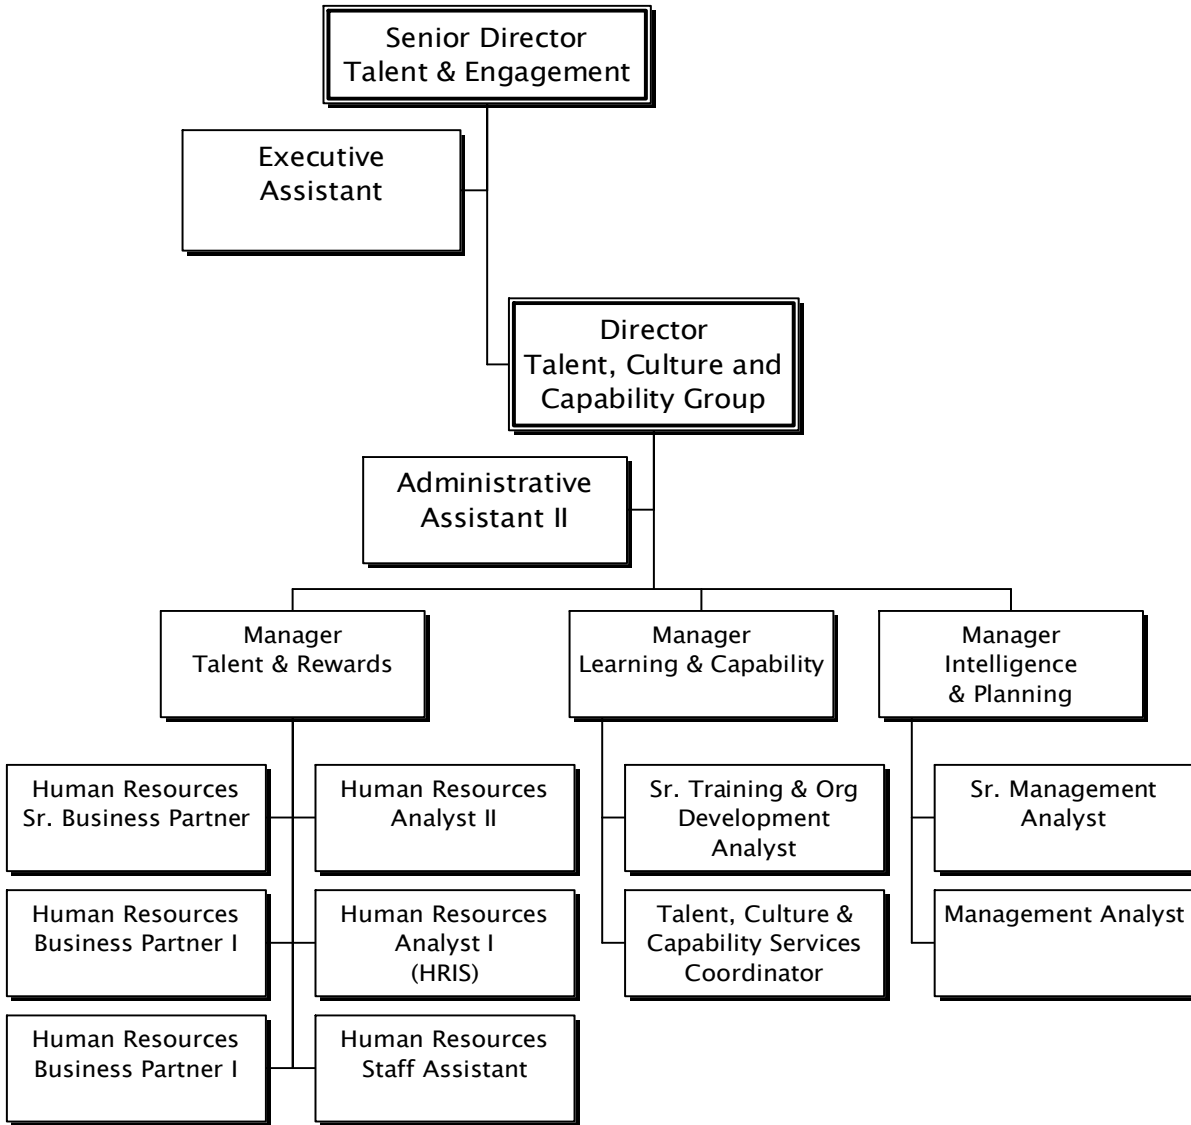 Senior Director
Talent & Engagement
Executive
Assistant
Director
Talent, Culture and
Capability Group
Administrative
Assistant II
Manager
Talent & Rewards
Manager
Learning & Capability
Manager
Intelligence
& Planning
Human Resources
Sr. Business Partner
Human Resources
Analyst II
Sr. Training & Org
Development
Analyst
Sr. Management
Analyst
Human Resources
Business Partner I
Human Resources
Analyst I
(HRIS)
Talent, Culture &
Capability Services
Coordinator
Management Analyst
Human Resources
Business Partner I
Human Resources
Staff Assistant